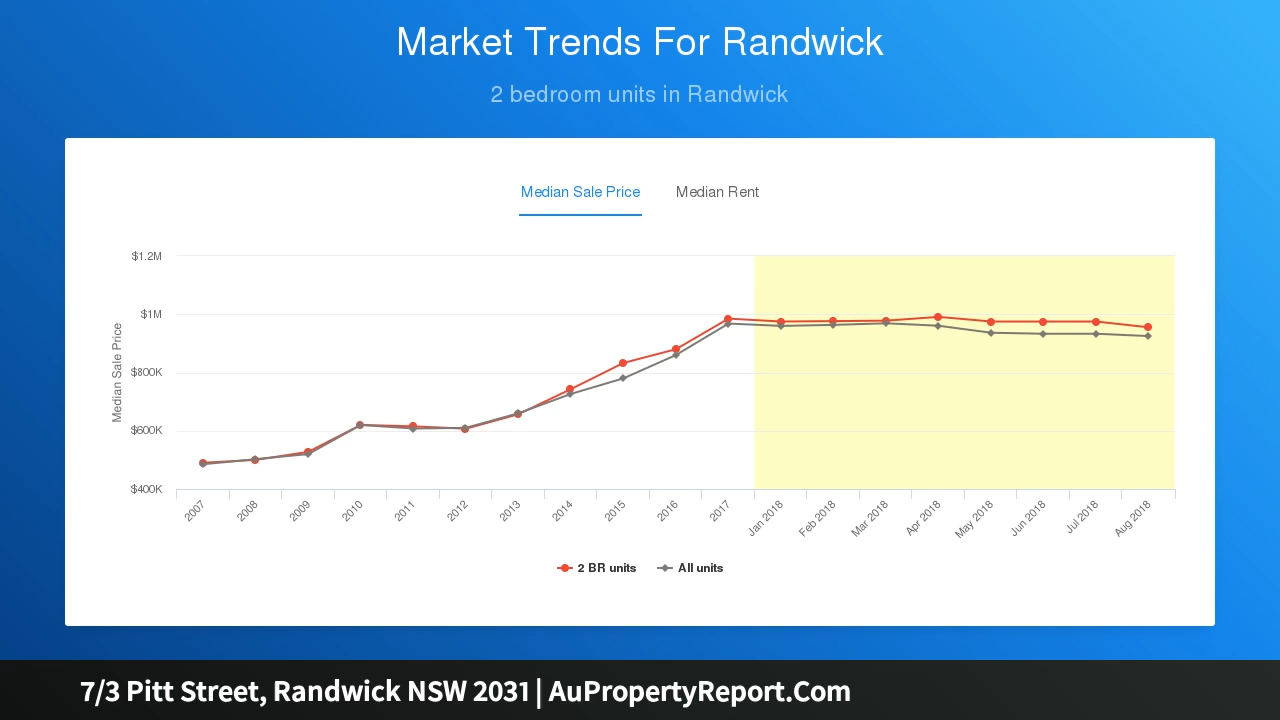 Market Trends For Randwick
2 bedroom units in Randwick
Median Sale Price Median Rent
$1.2M
$1M
$800K
$600K
$400K
Median Sale Price
2007 2008 2009 2010 2011 2012 2013 2014 2015 2016 2017 Jan 2018 Feb 2018 Mar 2018 Apr 2018 May 2018 Jun 2018 Jul 2018 Aug 2018
2 BR units All units
7/3 Pitt Street, Randwick NSW 2031 | AuPropertyReport.Com